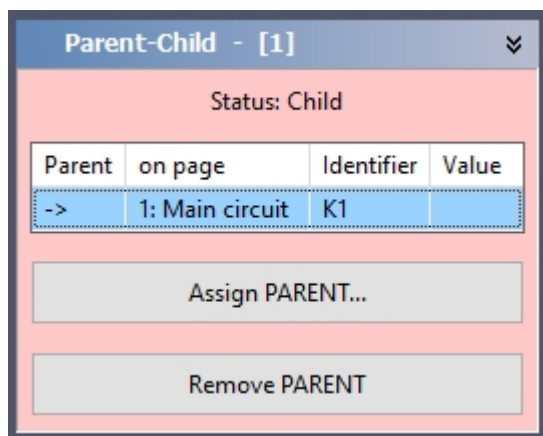 Parent-Child - [1]
Status: Child
Parent on page Identifier Value
-> 1: Main circuit K1
Assign PARENT...
Remove PARENT